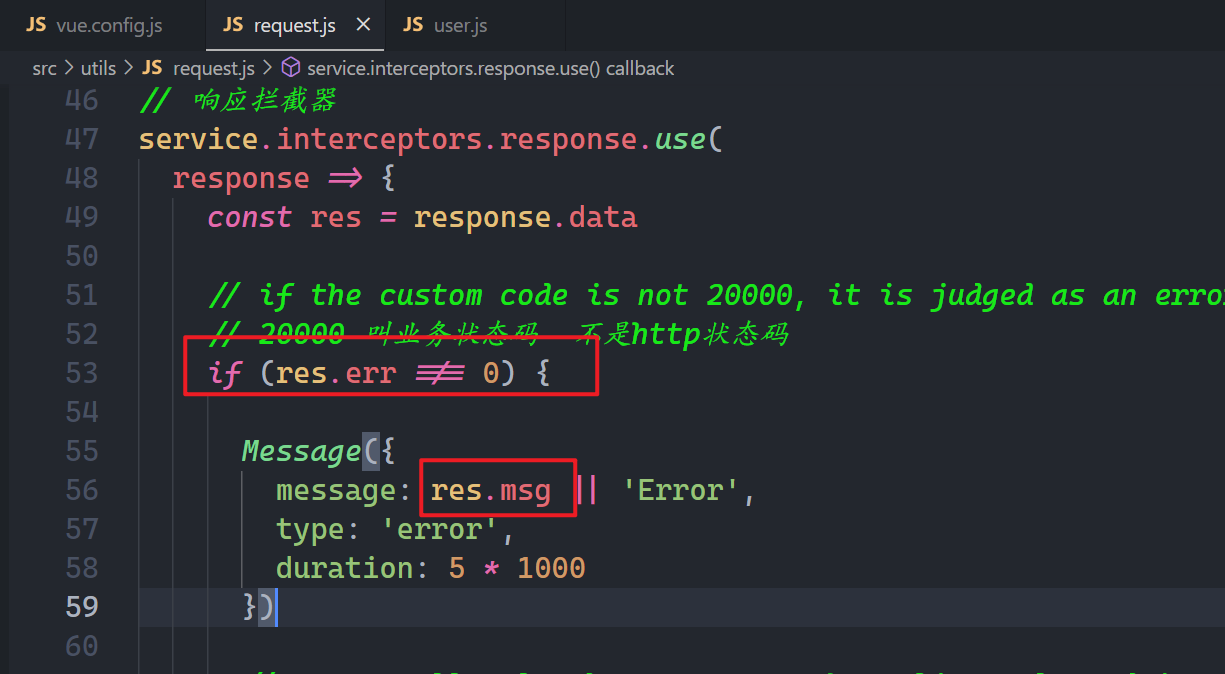 JS vue.config.js JS request.js × JS user.js
src > utils > JS request.js > service.interceptors.response.use() callback
46 // 响应拦截器
47 service.interceptors.response.use(
48 response => {
49 const res = response.data
50
51 // if the custom code is not 20000, it is judged as an
52 // 20000 叫业务状态码 不是http状态码
53 if (res.err !== 0) {
54
55 Message({
56 message: res.msg || 'Error',
57 type: 'error',
58 duration: 5 * 1000
59 })
60